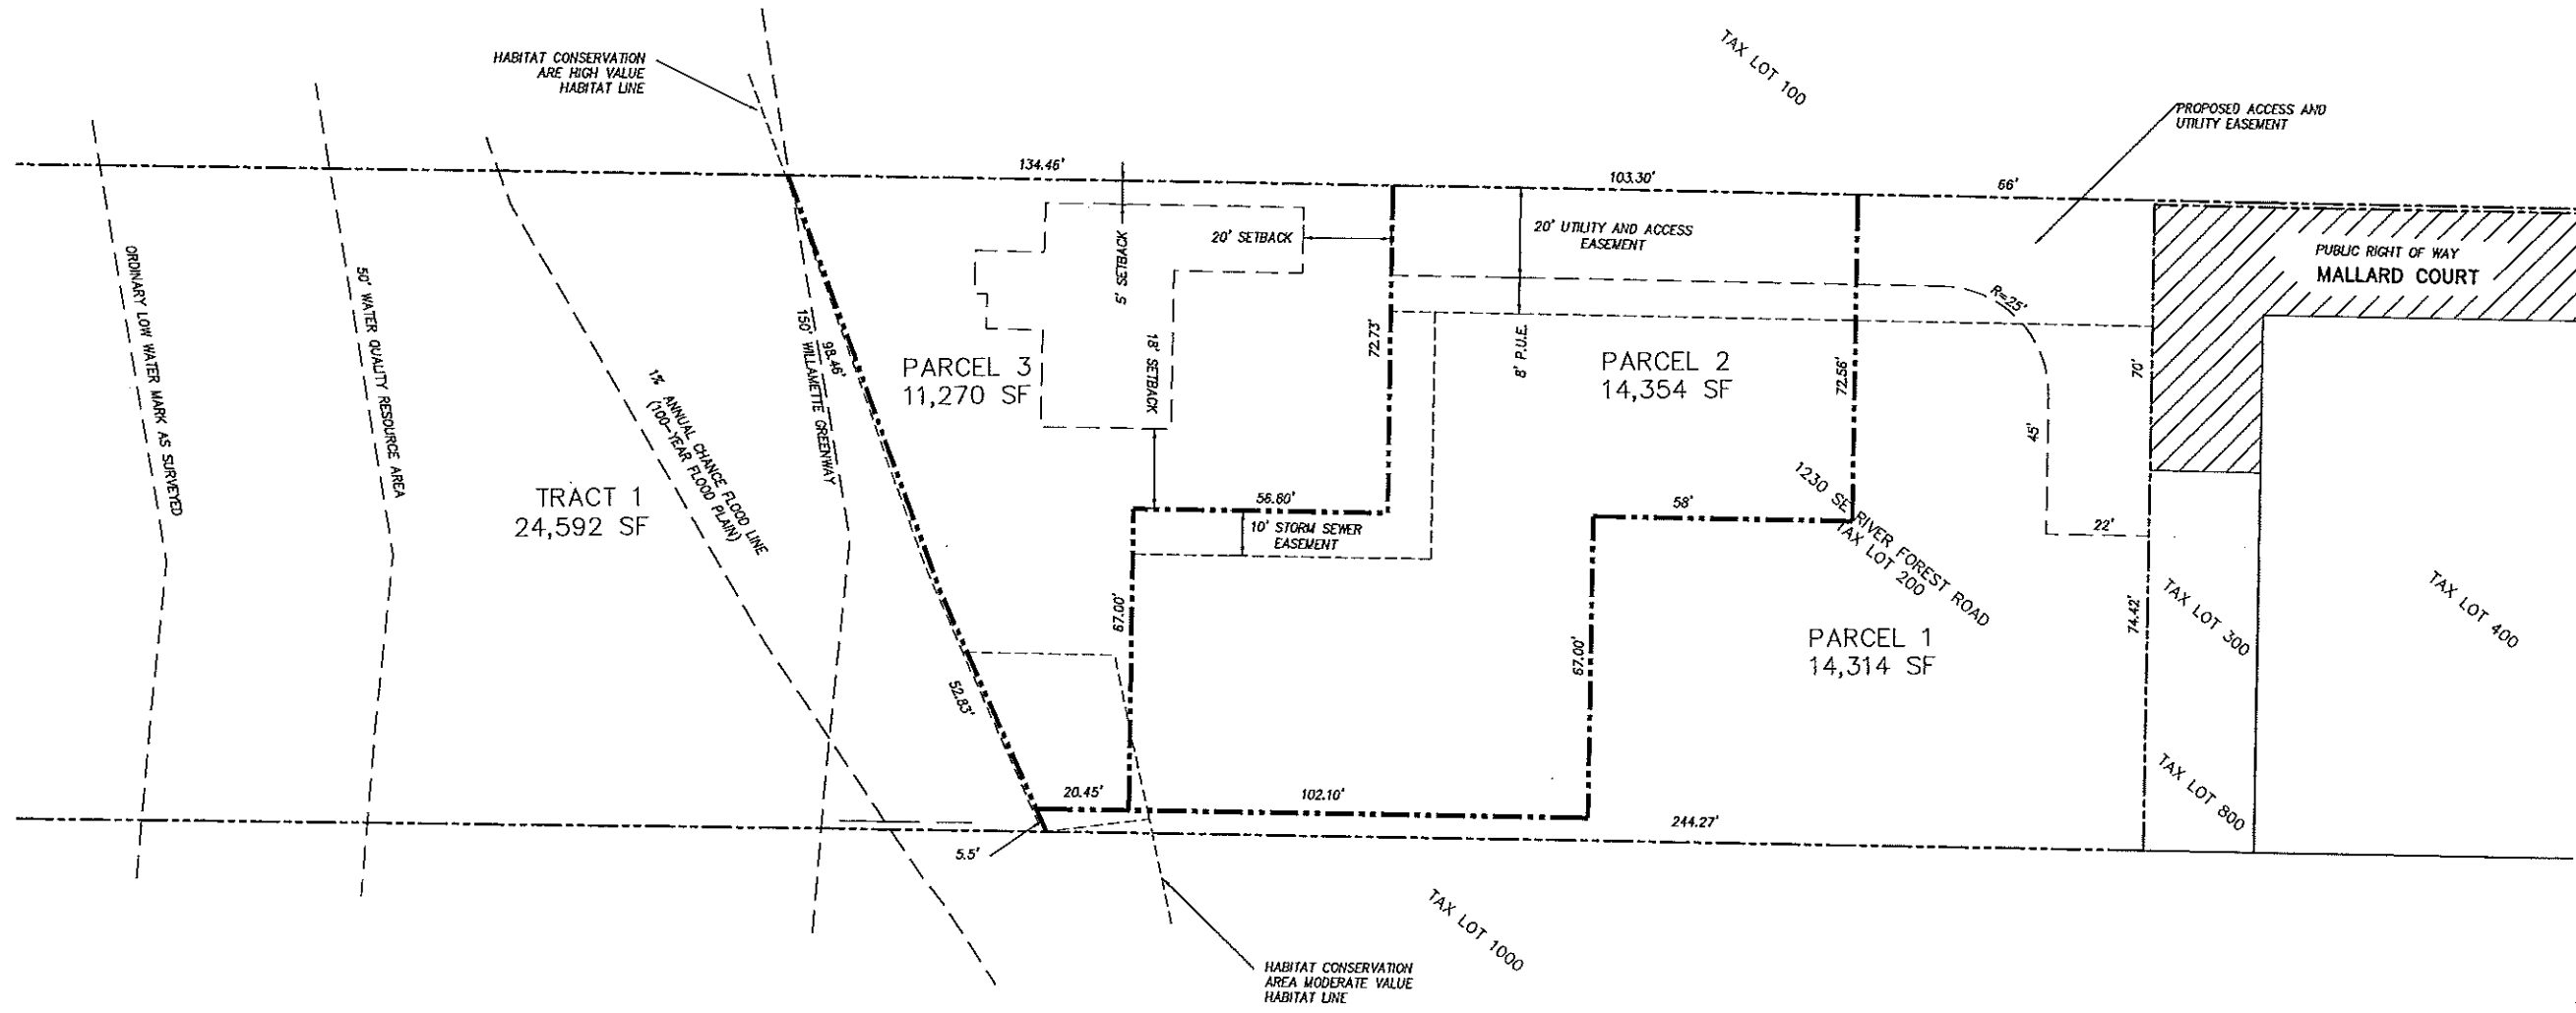 HABITAT CONSERVATION
ARE HIGH VALUE
HABITAT LINE
TAX LOT 100
PROPOSED ACCESS AND
UTILITY EASEMENT
134.46'
103.30'
66'
ORDINARY LOW WATER MARK AS SURVEYED
50' WATER QUALITY RESOURCE AREA
1% ANNUAL CHANCE FLOOD LINE
(100-YEAR FLOOD PLAIN)
150' WILLAMETTE GREENWAY
98.46'
5' SETBACK
20' SETBACK
18' SETBACK
20' UTILITY AND ACCESS
EASEMENT
8' P.U.E.
72.73'
72.56'
R=25'
70'
45'
22'
PUBLIC RIGHT OF WAY
MALLARD COURT
PARCEL 3
11,270 SF
PARCEL 2
14,354 SF
TRACT 1
24,592 SF
56.60'
10' STORM SEWER
EASEMENT
58'
1230 SE RIVER FOREST ROAD
TAX LOT 200
PARCEL 1
14,314 SF
67.00'
67.00'
74.42'
TAX LOT 300
TAX LOT 400
TAX LOT 800
52.83'
20.45'
102.10'
244.27'
5.5'
TAX LOT 1000
HABITAT CONSERVATION
AREA MODERATE VALUE
HABITAT LINE